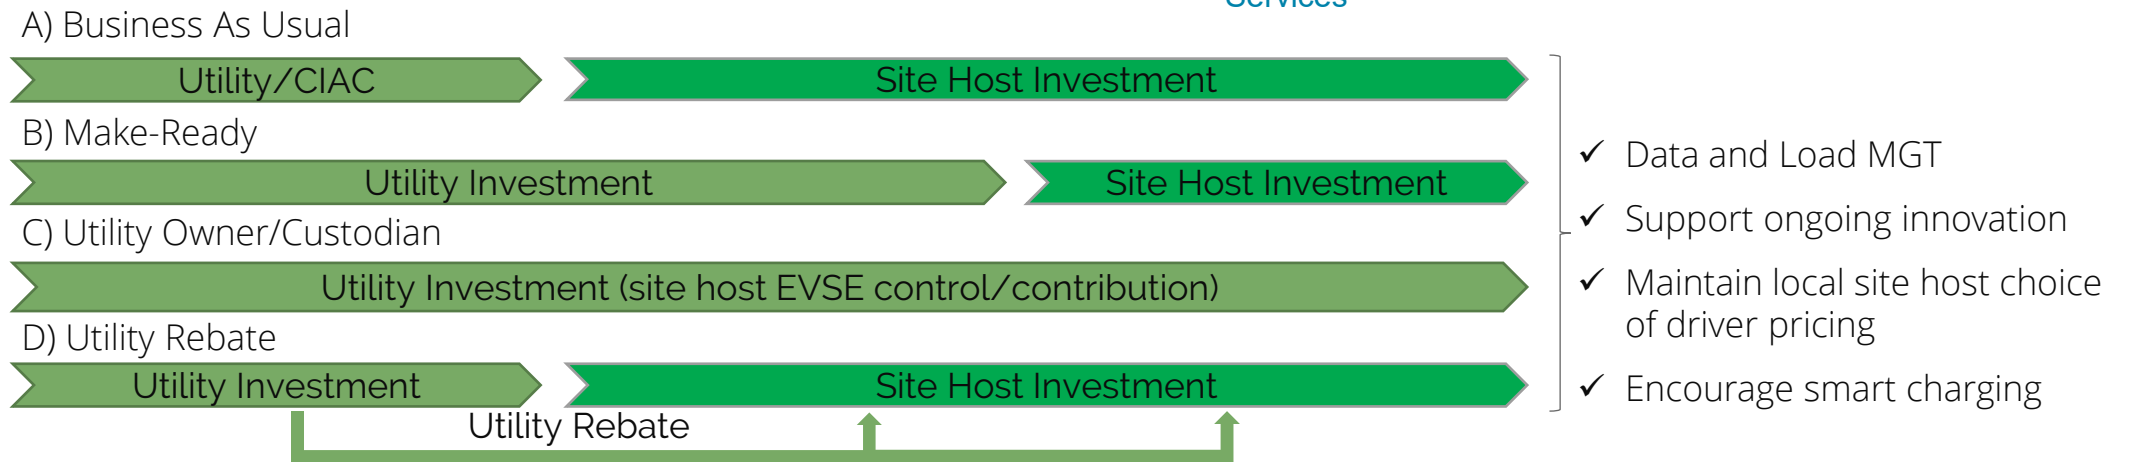 Services
A) Business As Usual
Utility/CIAC
Site Host Investment
B) Make-Ready
Utility Investment
Site Host Investment
C) Utility Owner/Custodian
Utility Investment (site host EVSE control/contribution)
D) Utility Rebate
Utility Investment
Site Host Investment
Utility Rebate
✓ Data and Load MGT
✓ Support ongoing innovation
✓ Maintain local site host choice
of driver pricing
✓ Encourage smart charging